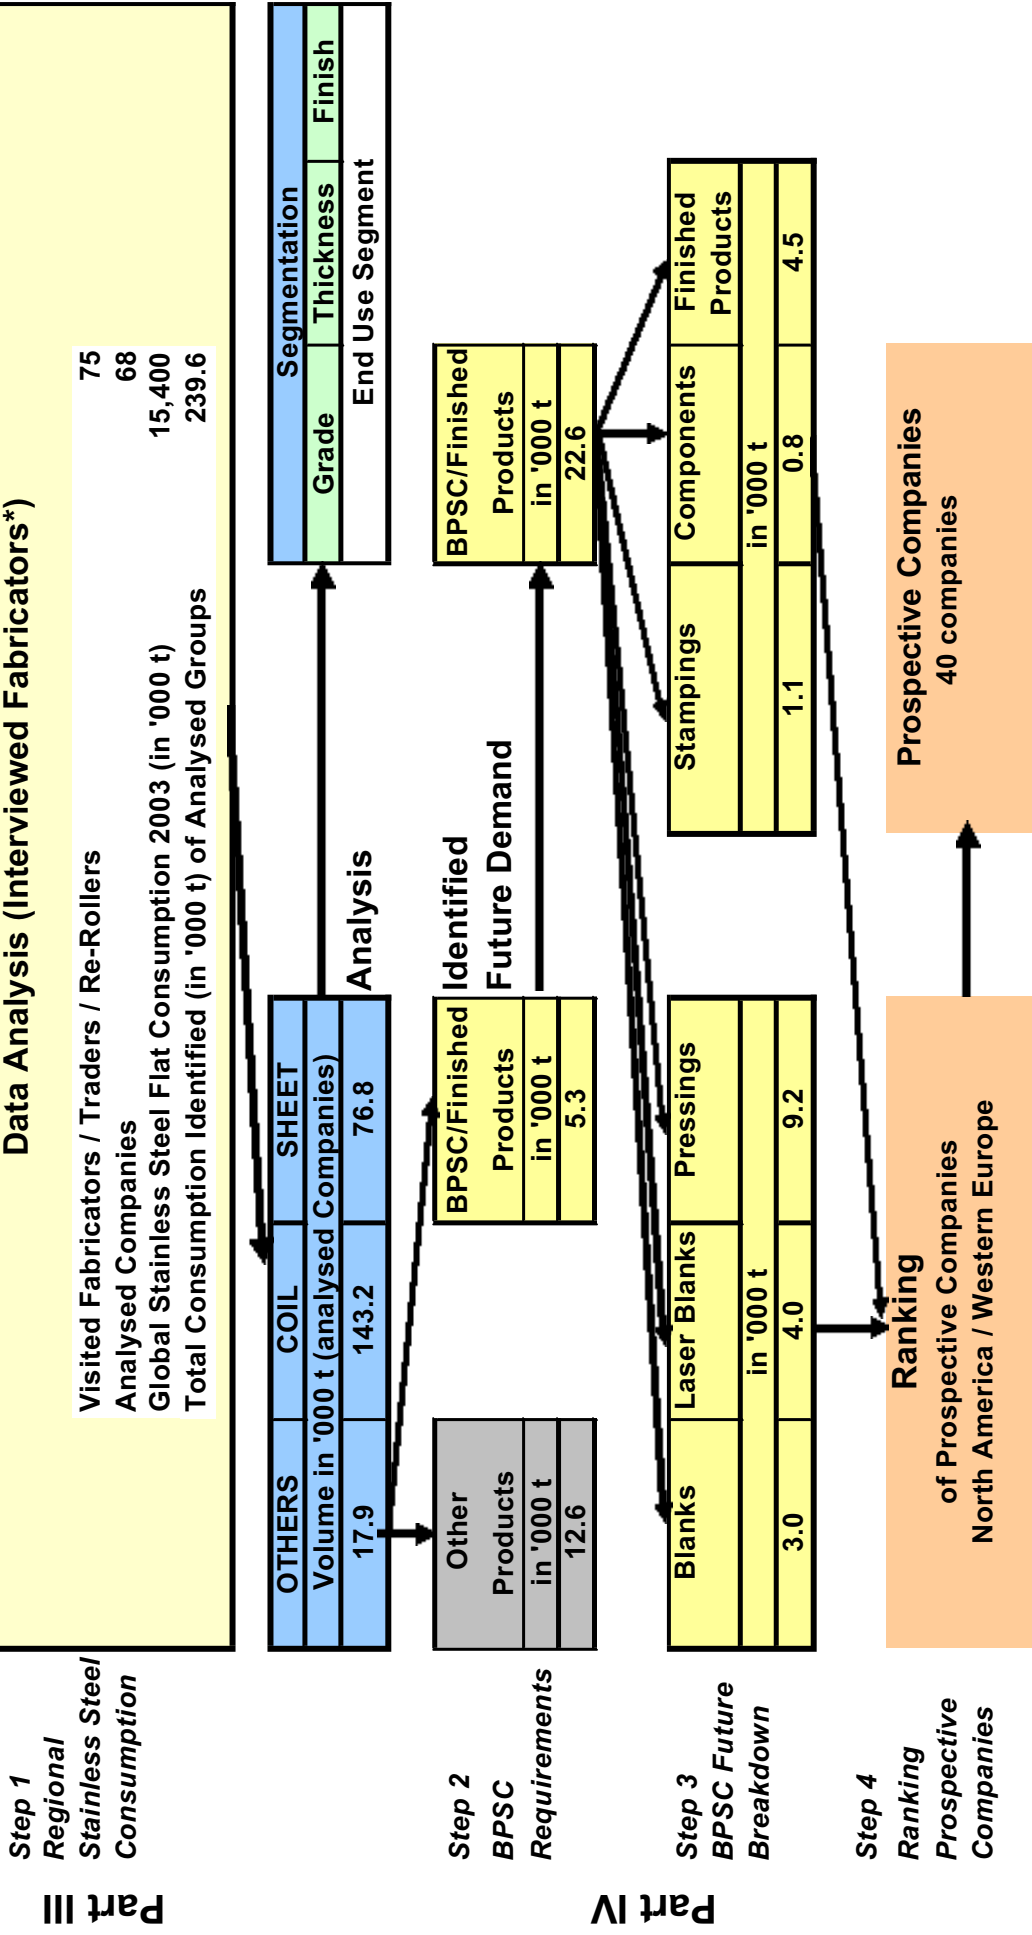 Data Analysis (Interviewed Fabricators*)
Part III
Step 1
Regional
Stainless Steel
Consumption
Visited Fabricators / Traders / Re-Rollers 75
Analysed Companies 68
Global Stainless Steel Flat Consumption 2003 (in '000 t) 15,400
Total Consumption Identified (in '000 t) of Analysed Groups 239.6
OTHERS COIL SHEET
Volume in '000 t (analysed Companies)
17.9 143.2 76.8
Analysis
Segmentation
Grade Thickness Finish
End Use Segment
Part IV
Step 2
BPSC
Requirements
Other
Products
in '000 t
12.6
BPSC/Finished
Products
in '000 t
5.3
Identified
Future Demand
BPSC/Finished
Products
in '000 t
22.6
Step 3
BPSC Future
Breakdown
Blanks Laser Blanks Pressings
in '000 t
3.0 4.0 9.2
Stampings Components Finished
Products
in '000 t
1.1 0.8 4.5
Step 4
Ranking
Prospective
Companies
Ranking
of Prospective Companies
North America / Western Europe
Prospective Companies
40 companies